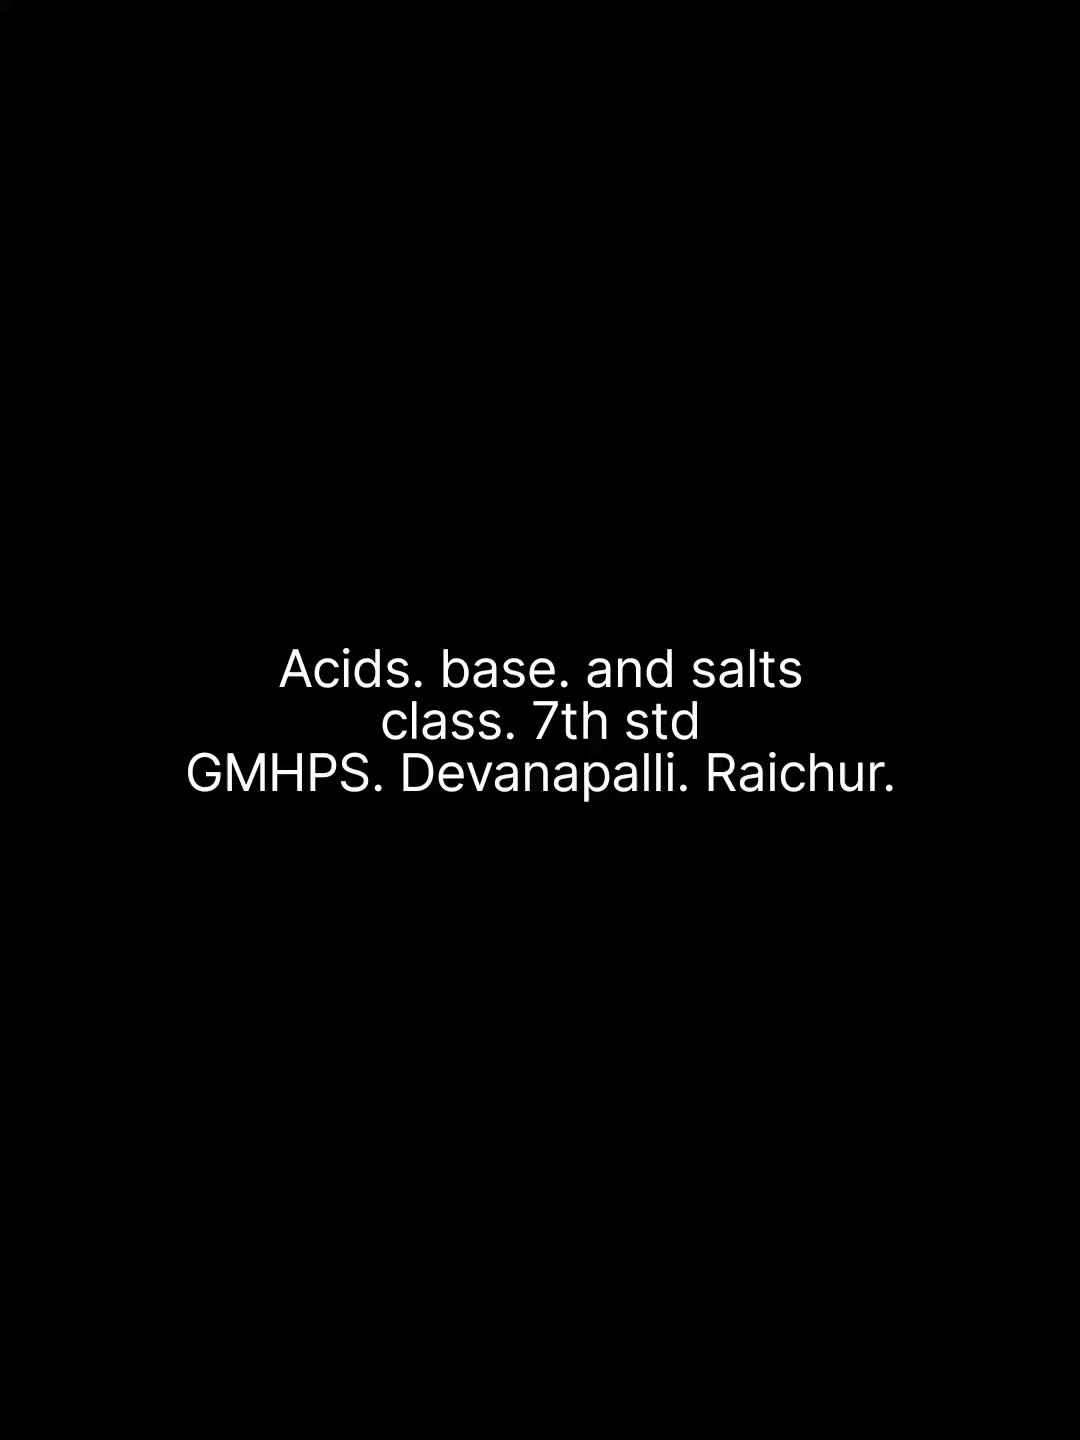 Acids. base. and salts
class. 7th std
GMHPS. Devanapalli. Raichur.